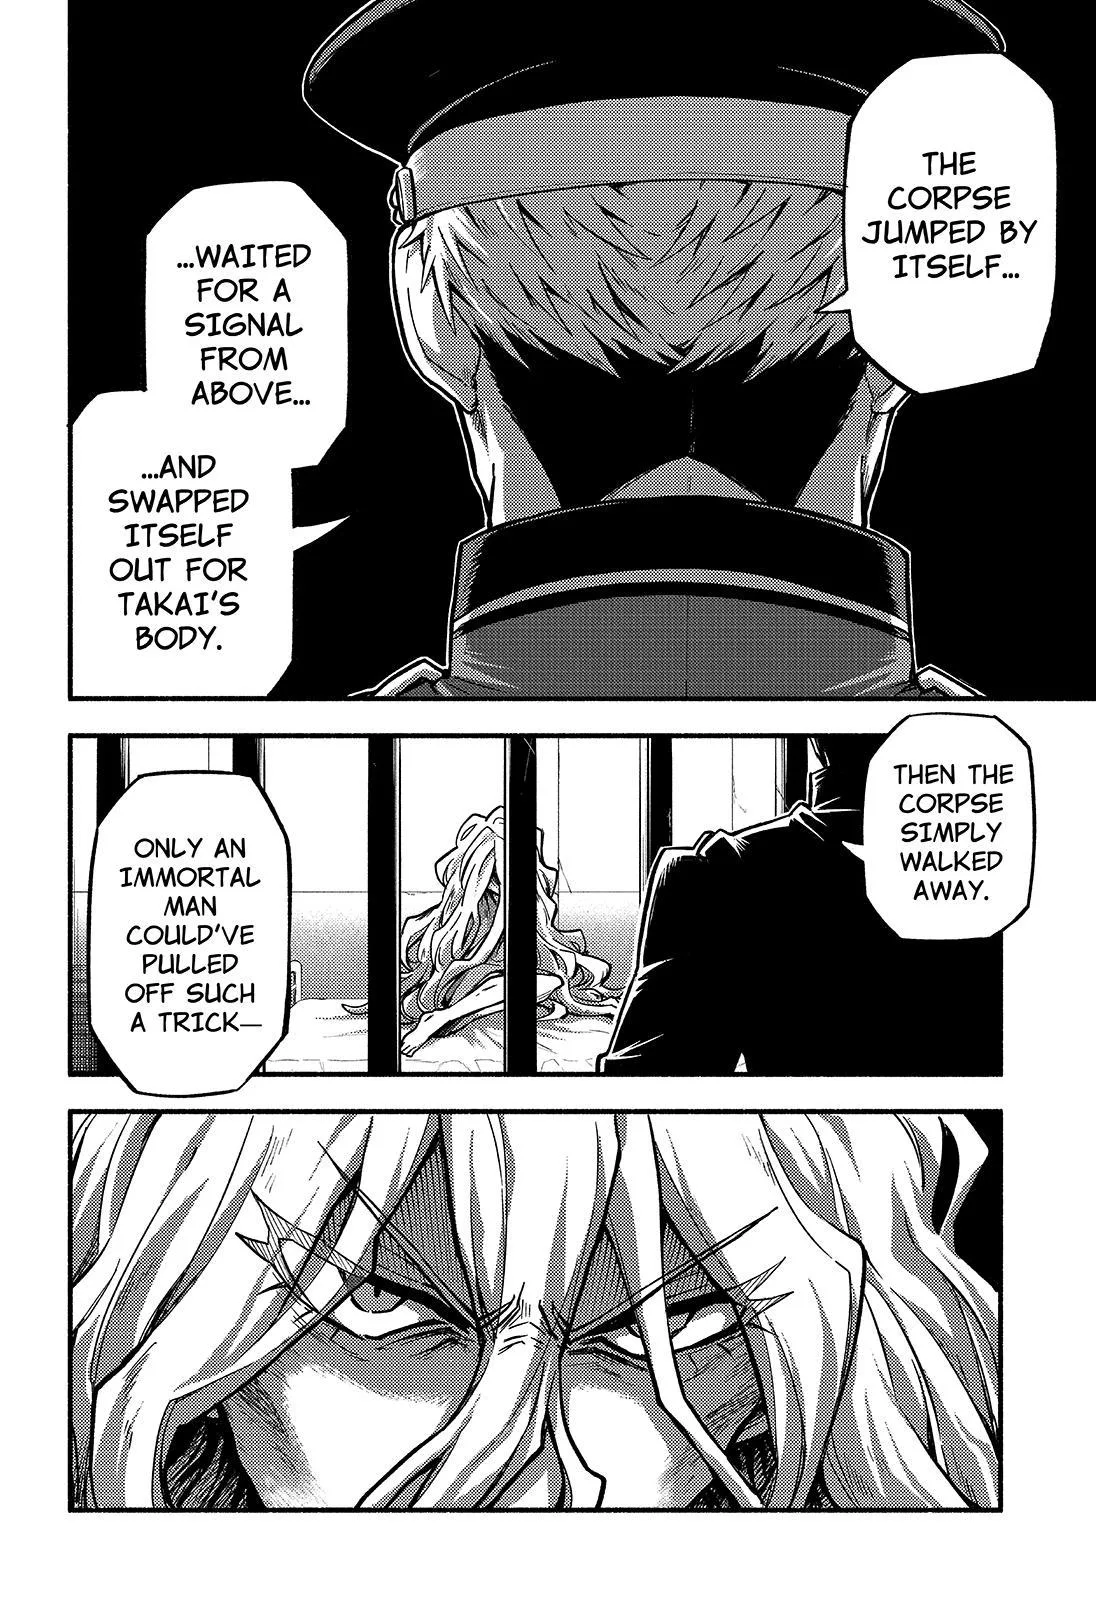 THE
CORPSE
JUMPED BY
ITSELF...
...WAITED
FOR A
SIGNAL
FROM
ABOVE...
...AND
SWAPPED
ITSELF
OUT FOR
TAKAI'S
BODY.
THEN THE
CORPSE
SIMPLY
WALKED
AWAY.
ONLY AN
IMMORTAL
MAN
COULD'VE
PULLED
OFF SUCH
A TRICK—